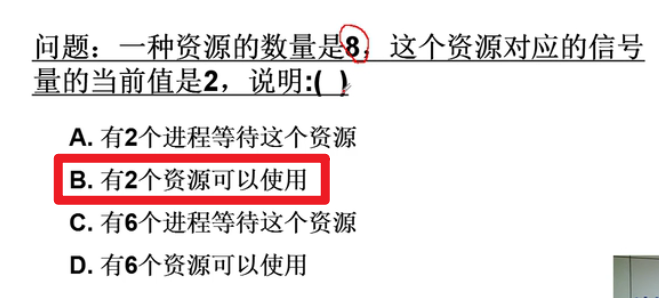 问题：一种资源的数量是8，这个资源对应的信号
量的当前值是2，说明:( )
A. 有2个进程等待这个资源
B. 有2个资源可以使用
C. 有6个进程等待这个资源
D. 有6个资源可以使用